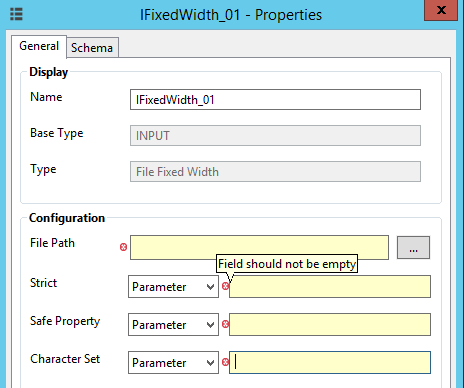 IFixedWidth_01 - Properties
x
General Schema
Display
Name IFixedWidth_01
Base Type INPUT
Type File Fixed Width
Configuration
File Path ...
Field should not be empty
Strict Parameter
Safe Property Parameter
Character Set Parameter